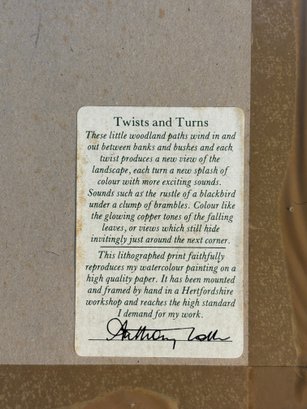 Twists and Turns
These little woodland paths wind in and
out between banks and bushes and each
twist produces a new view of the
landscape, each turn a new splash of
colour with more exciting sounds.
Sounds such as the rustle of a blackbird
under a clump of brambles. Colour like
the glowing copper tones of the falling
leaves, or views which still hide
invitingly just around the next corner.
This lithographed print faithfully
reproduces my watercolour painting on a
high quality paper. It has been mounted
and framed by hand in a Hertfordshire
workshop and reaches the high standard
I demand for my work.
Anthony